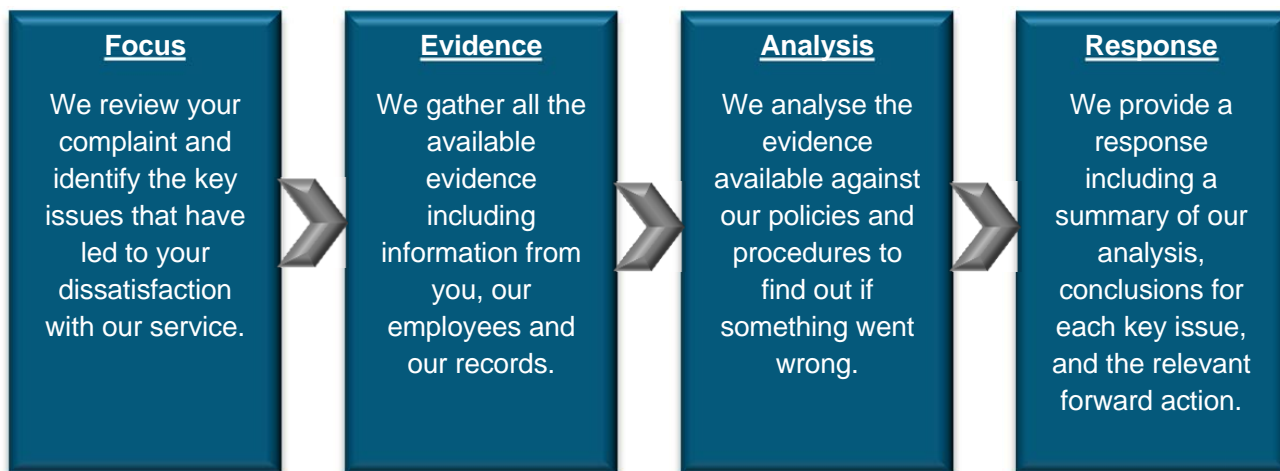 Focus
We review your
complaint and
identify the key
issues that have
led to your
dissatisfaction
with our service.
Evidence
We gather all the
available
evidence
including
information from
you, our
employees and
our records.
Analysis
We analyse the
evidence
available against
our policies and
procedures to
find out if
something went
wrong.
Response
We provide a
response
including a
summary of our
analysis,
conclusions for
each key issue,
and the relevant
forward action.